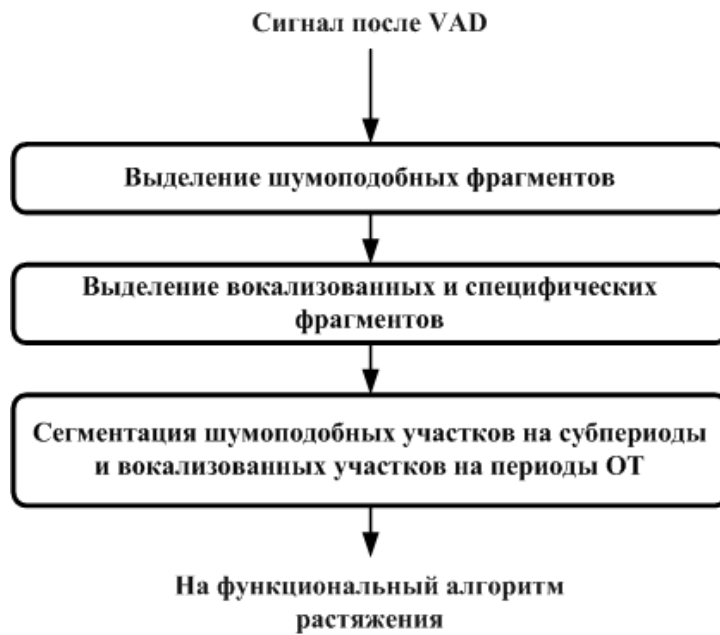 Сигнал после VAD
Выделение шумоподобных фрагментов
Выделение вокализованных и специфических
фрагментов
Сегментация шумоподобных участков на субпериоды
и вокализованных участков на периоды ОТ
На функциональный алгоритм
растяжения